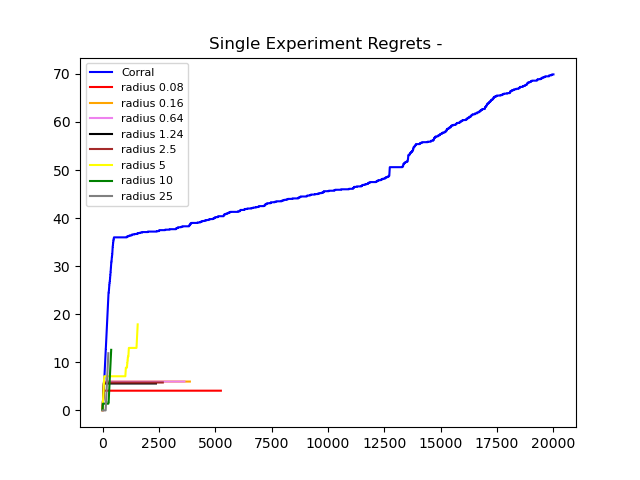 Single Experiment Regrets -
70
60
50
40
30
20
10
0
Corral
radius 0.08
radius 0.16
radius 0.64
radius 1.24
radius 2.5
radius 5
radius 10
radius 25
0 2500 5000 7500 10000 12500 15000 17500 20000